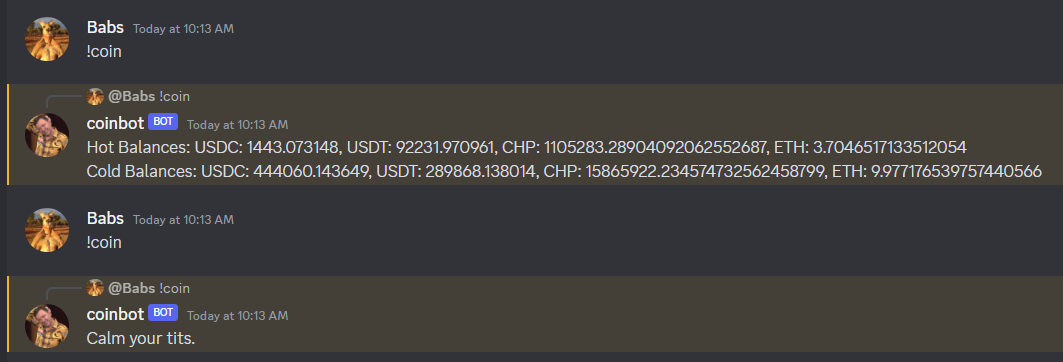 Babs Today at 10:13 AM
!coin
@Babs !coin
coinbot BOT Today at 10:13 AM
Hot Balances: USDC: 1443.073148, USDT: 92231.970961, CHP: 1105283.28904092062552687, ETH: 3.7046517133512054
Cold Balances: USDC: 444060.143649, USDT: 289868.138014, CHP: 15865922.234574732562458799, ETH: 9.977176539757440566
Babs Today at 10:13 AM
!coin
@Babs !coin
coinbot BOT Today at 10:13 AM
Calm your tits.